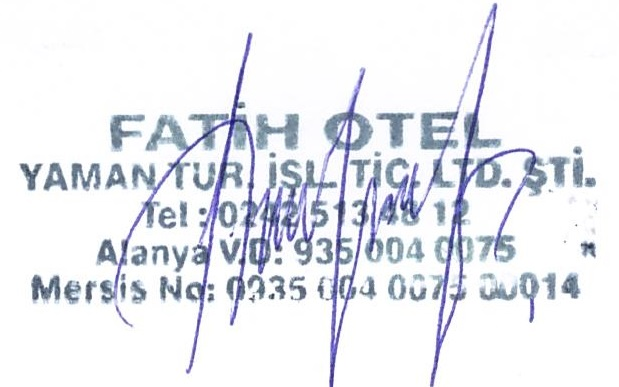 FATİH OTEL
YAMAN TUR. İŞL. TİC. LTD. ŞTİ.
Tel : 0242 513 48 12
Alanya V.D: 935 004 0075
Mersis No: 0935 004 0075 00014